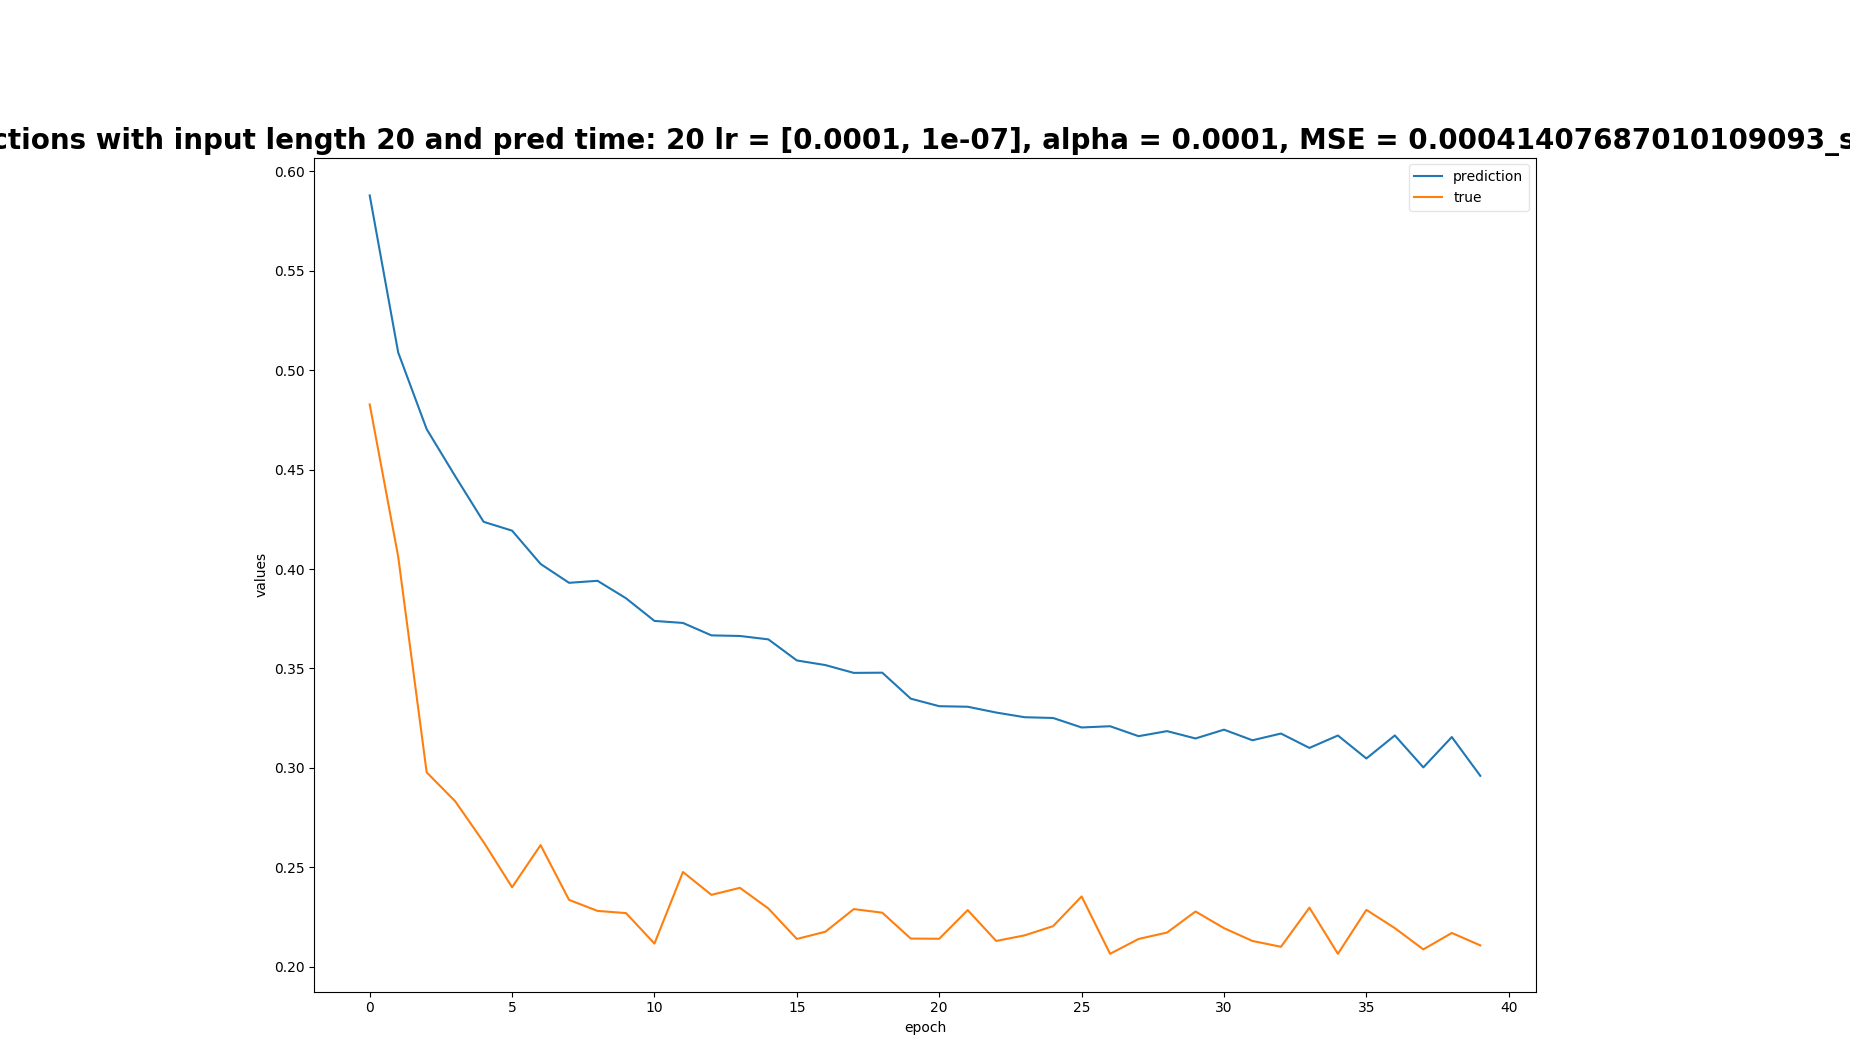 ctions with input length 20 and pred time: 20 lr = [0.0001, 1e-07], alpha = 0.0001, MSE = 0.00041407687010109093_s
prediction
true
0.60
0.55
0.50
0.45
0.40
0.35
0.30
0.25
0.20
values
0 5 10 15 20 25 30 35 40
epoch